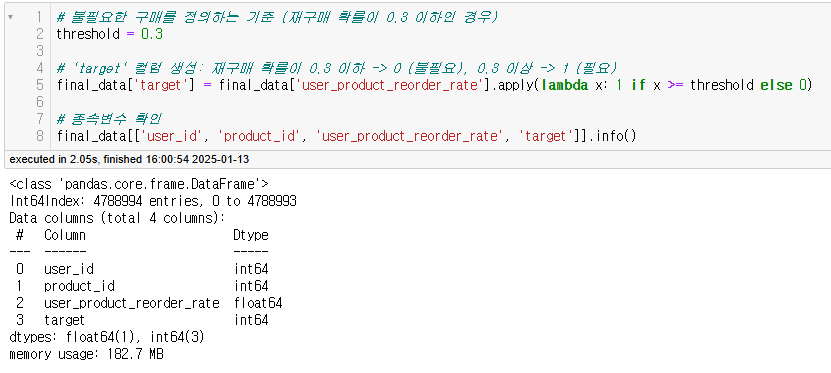 1 # 불필요한 구매를 정의하는 기준 (재구매 확률이 0.3 이하인 경우)
2 threshold = 0.3
3
4 # 'target' 컬럼 생성: 재구매 확률이 0.3 이하 -> 0 (불필요), 0.3 이상 -> 1 (필요)
5 final_data['target'] = final_data['user_product_reorder_rate'].apply(lambda x: 1 if x >= threshold else 0)
6
7 # 종속변수 확인
8 final_data[['user_id', 'product_id', 'user_product_reorder_rate', 'target']].info()
executed in 2.05s, finished 16:00:54 2025-01-13
<class 'pandas.core.frame.DataFrame'>
Int64Index: 4788994 entries, 0 to 4788993
Data columns (total 4 columns):
 #   Column                     Dtype
---  ------                     -----
 0   user_id                    int64
 1   product_id                 int64
 2   user_product_reorder_rate  float64
 3   target                     int64
dtypes: float64(1), int64(3)
memory usage: 182.7 MB